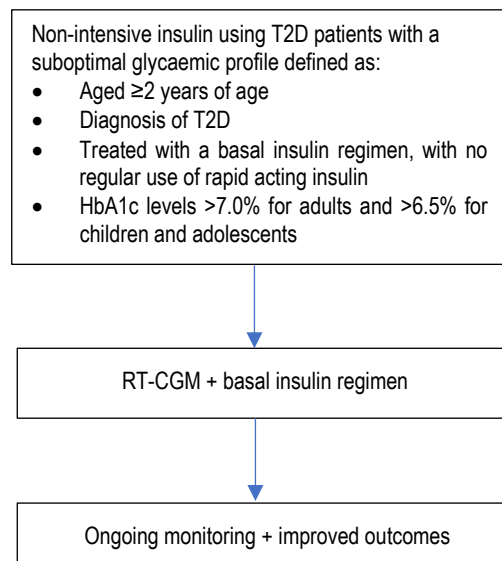 Non-intensive insulin using T2D patients with a
suboptimal glycaemic profile defined as:
• Aged ≥2 years of age
• Diagnosis of T2D
• Treated with a basal insulin regimen, with no
regular use of rapid acting insulin
• HbA1c levels >7.0% for adults and >6.5% for
children and adolescents
RT-CGM + basal insulin regimen
Ongoing monitoring + improved outcomes